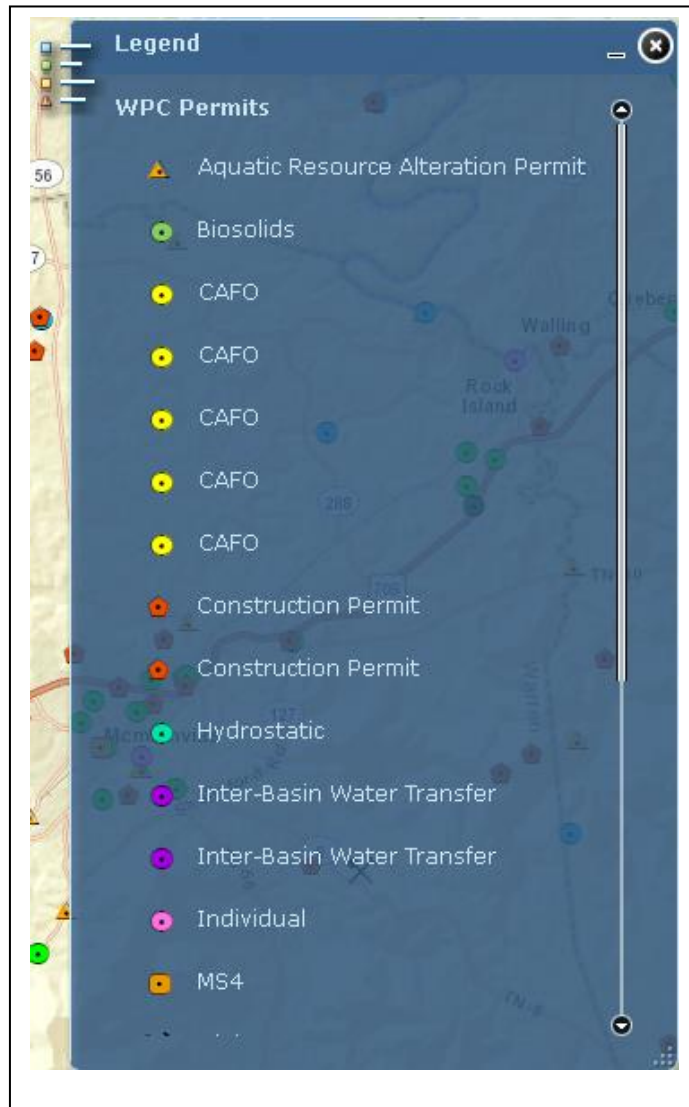 Legend
WPC Permits
56
Aquatic Resource Alteration Permit
Biosolids
7
CAFO
Walling
CAFO
Rock
Island
CAFO
CAFO
288
CAFO
Construction Permit
Construction Permit
Hydrostatic
Inter-Basin Water Transfer
Inter-Basin Water Transfer
Individual
MS4